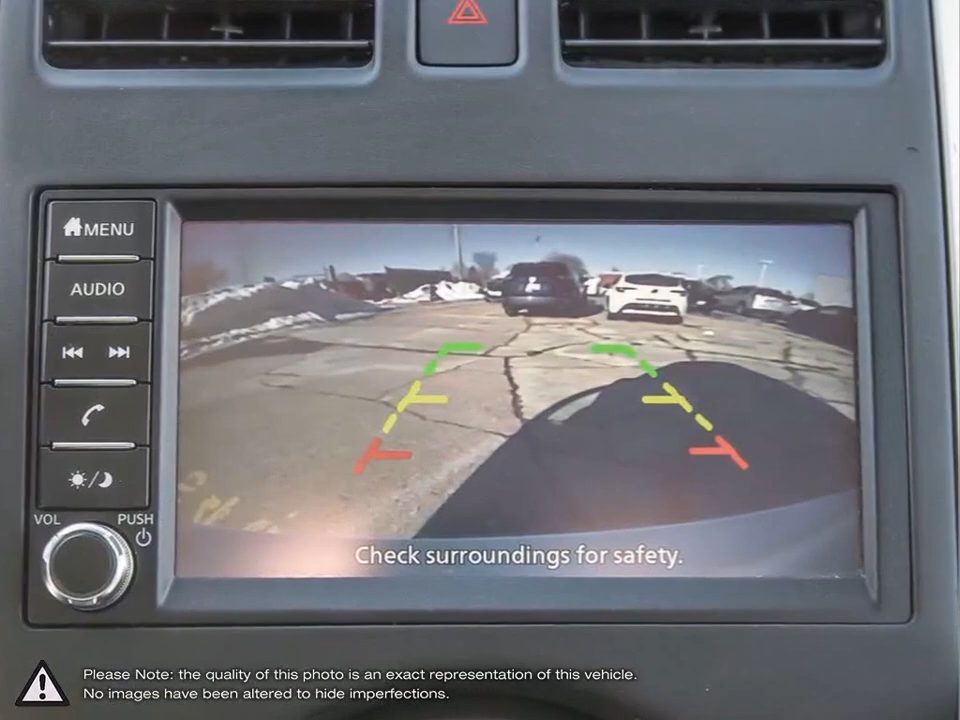 MENU
AUDIO
VOL
PUSH
Check surroundings for safety.
Please Note: the quality of this photo is an exact representation of this vehicle.
No images have been altered to hide imperfections.